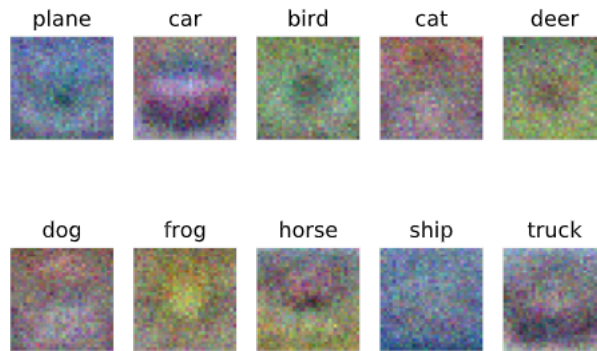 plane car bird cat deer
dog frog horse ship truck